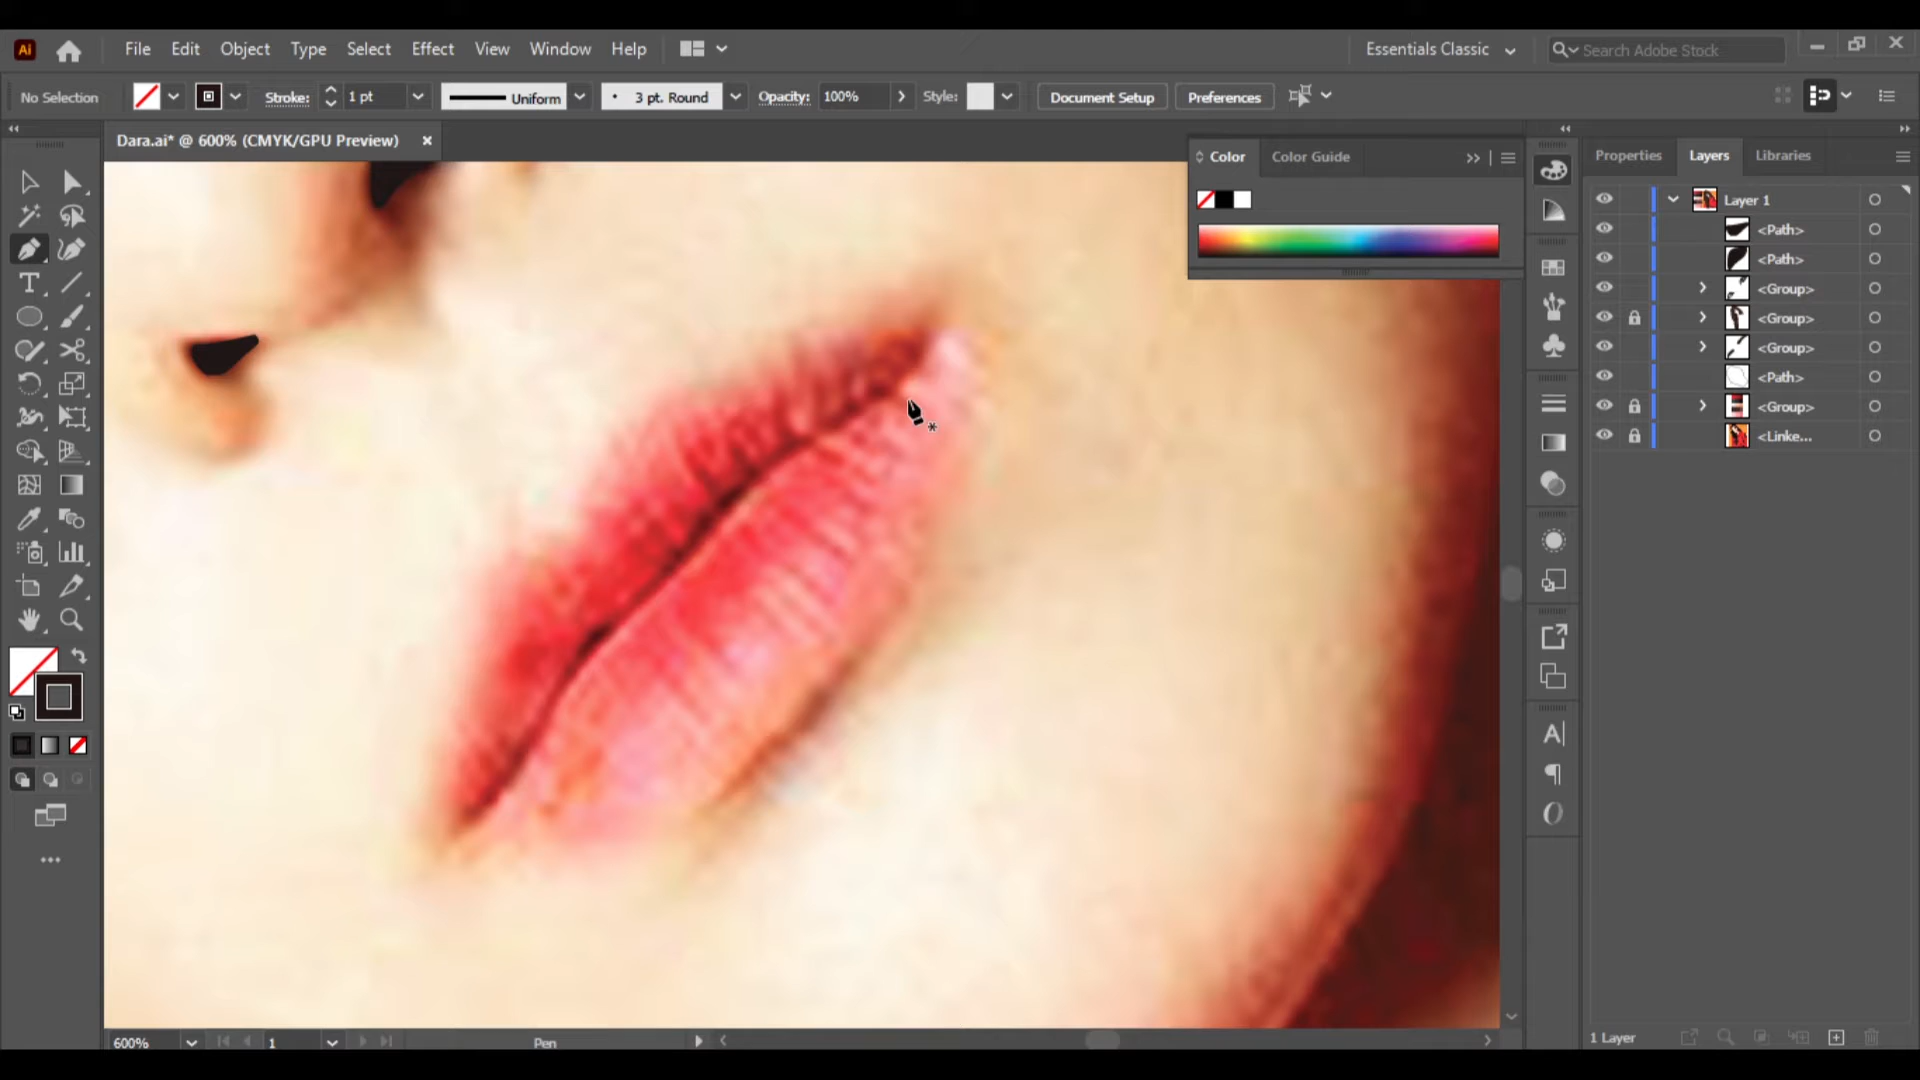 Ai File Edit Object Type Select Effect View Window Help Essentials Classic Search Adobe Stock
No Selection Stroke: 1 pt Uniform 3 pt. Round Opacity: 100% Style: Document Setup Preferences
Dara.ai* @ 600% (CMYK/GPU Preview)
Color Color Guide
Properties Layers Libraries
Layer 1
<Path>
<Path>
<Group>
<Group>
<Group>
<Path>
<Group>
<Linke...
600% 1 Pen
1 Layer